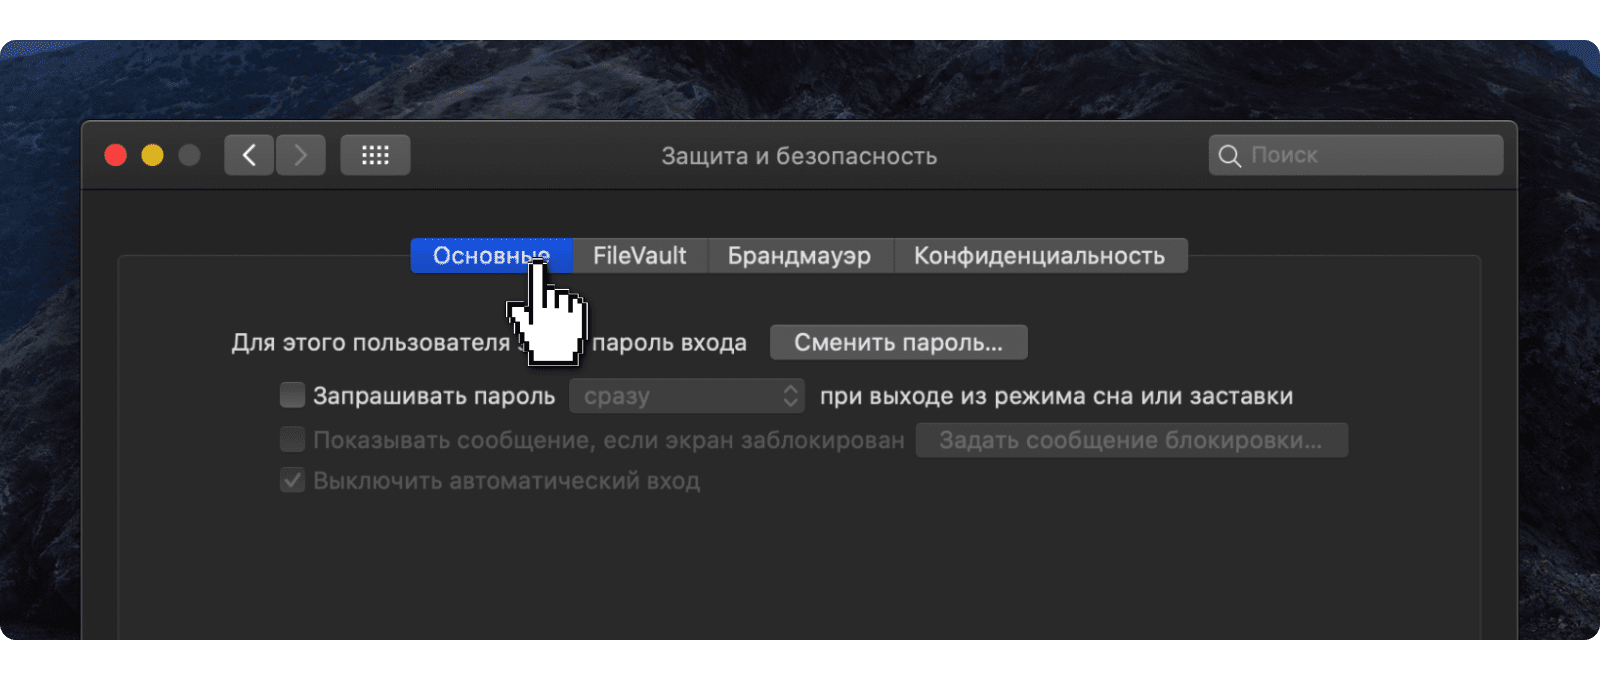 Защита и безопасность
Поиск
Основные FileVault Брандмауэр Конфиденциальность
Для этого пользователя пароль входа Сменить пароль...
Запрашивать пароль сразу при выходе из режима сна или заставки
Показывать сообщение, если экран заблокирован Задать сообщение блокировки...
Выключить автоматический вход